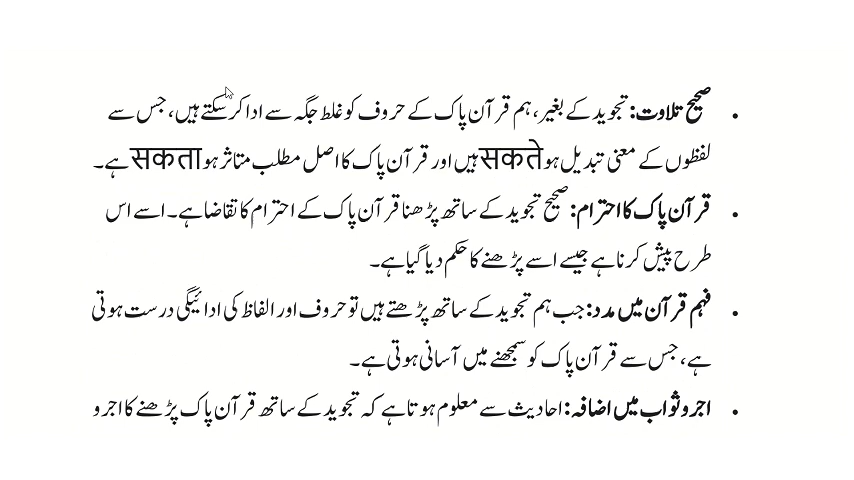 • صحیح تلاوت: تجوید کے بغیر، ہم قرآن پاک کے حروف کو غلط جگہ سے ادا کر سکتے ہیں، جس سے
لفظوں کے معنی تبدیل ہو सकते ہیں اور قرآن پاک کا اصل مطلب متاثر ہو सकता ہے۔
• قرآن پاک کا احترام: صحیح تجوید کے ساتھ پڑھنا قرآن پاک کے احترام کا تقاضا ہے۔ اسے اس
طرح پیش کرنا ہے جیسے اسے پڑھنے کا حکم دیا گیا ہے۔
• فہم قرآن میں مدد: جب ہم تجوید کے ساتھ پڑھتے ہیں تو حروف اور الفاظ کی ادائیگی درست ہوتی
ہے، جس سے قرآن پاک کو سمجھنے میں آسانی ہوتی ہے۔
• اجر و ثواب میں اضافہ: احادیث سے معلوم ہوتا ہے کہ تجوید کے ساتھ قرآن پاک پڑھنے کا اجر و